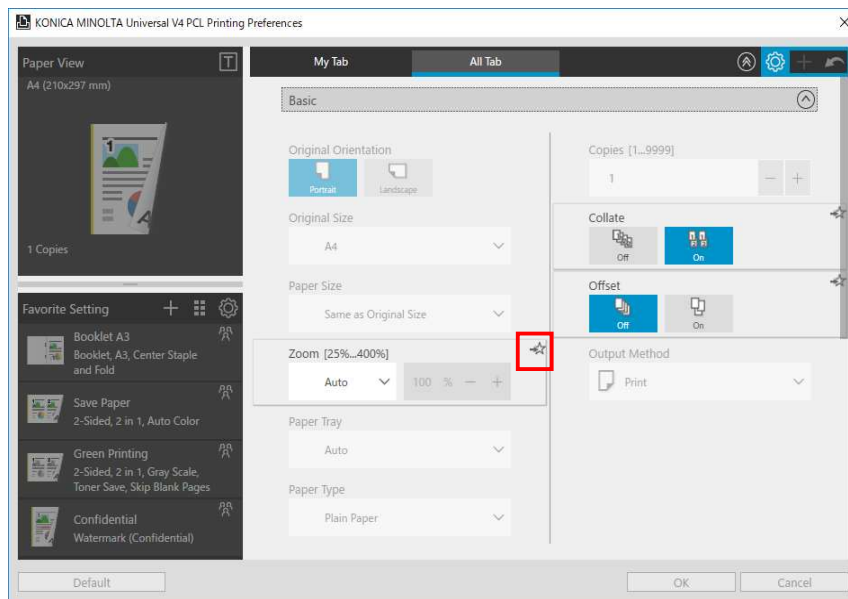 KONICA MINOLTA Universal V4 PCL Printing Preferences
Paper View
T
A4 (210x297 mm)
1
1 Copies
Favorite Setting
Booklet A3
Booklet, A3, Center Staple
and Fold
Save Paper
2-Sided, 2 in 1, Auto Color
Green Printing
2-Sided, 2 in 1, Gray Scale,
Toner Save, Skip Blank Pages
Confidential
Watermark (Confidential)
My Tab
All Tab
Basic
Original Orientation
Portrait
Landscape
Original Size
A4
Paper Size
Same as Original Size
Zoom [25%...400%]
Auto
100 % − +
Paper Tray
Auto
Paper Type
Plain Paper
Copies [1...9999]
1 − +
Collate
Off
On
Offset
Off
On
Output Method
Print
Default
OK
Cancel